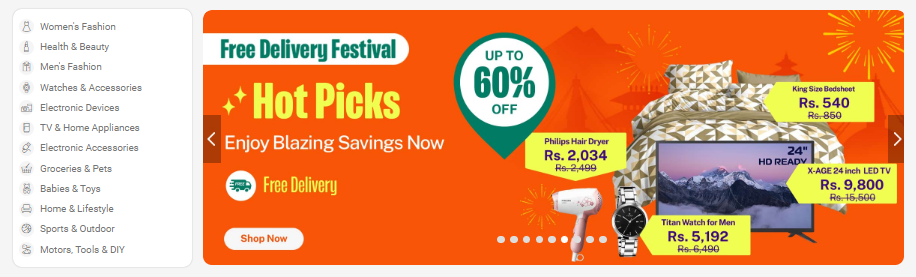 Women's Fashion
Health & Beauty
Men's Fashion
Watches & Accessories
Electronic Devices
TV & Home Appliances
Electronic Accessories
Groceries & Pets
Babies & Toys
Home & Lifestyle
Sports & Outdoor
Motors, Tools & DIY
Free Delivery Festival
Hot Picks
Enjoy Blazing Savings Now
Free Delivery
Shop Now
UP TO
60%
OFF
King Size Bedsheet
Rs. 540
Rs. 850
Philips Hair Dryer
Rs. 2,034
Rs. 2,499
24"
HD READY
X-AGE 24 inch LED TV
Rs. 9,800
Rs. 15,500
Titan Watch for Men
Rs. 5,192
Rs. 6,490